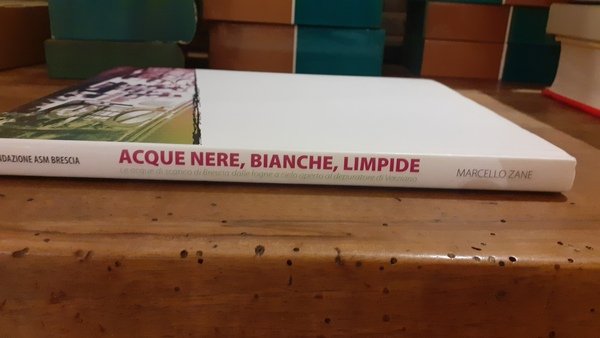 NDAZIONE ASM BRESCIA
ACQUE NERE, BIANCHE, LIMPIDE
Le acque di scarico di Brescia dalle fogne a cielo aperto al depuratore di Verziano
MARCELLO ZANE